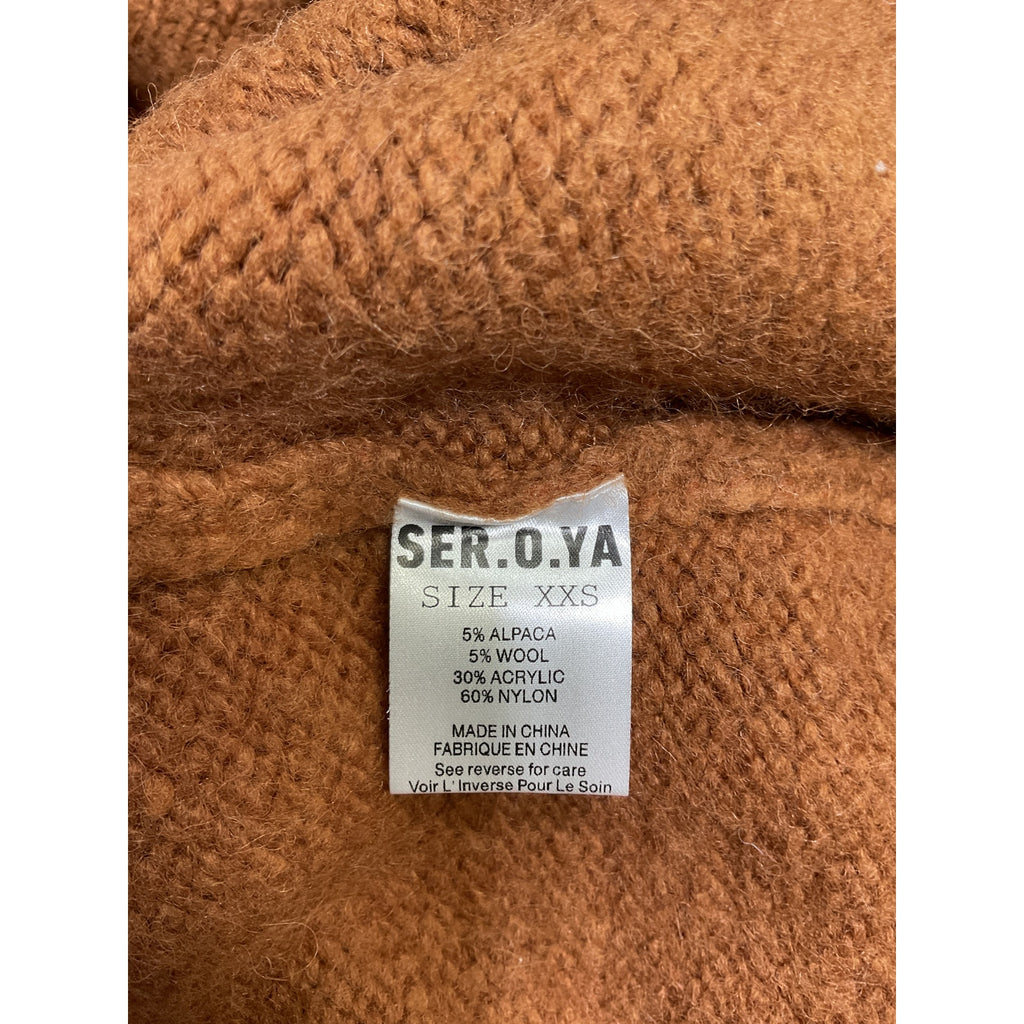 SER.O.YA
SIZE XXS
5% ALPACA
5% WOOL
30% ACRYLIC
60% NYLON
MADE IN CHINA
FABRIQUE EN CHINE
See reverse for care
Voir L' Inverse Pour Le Soin